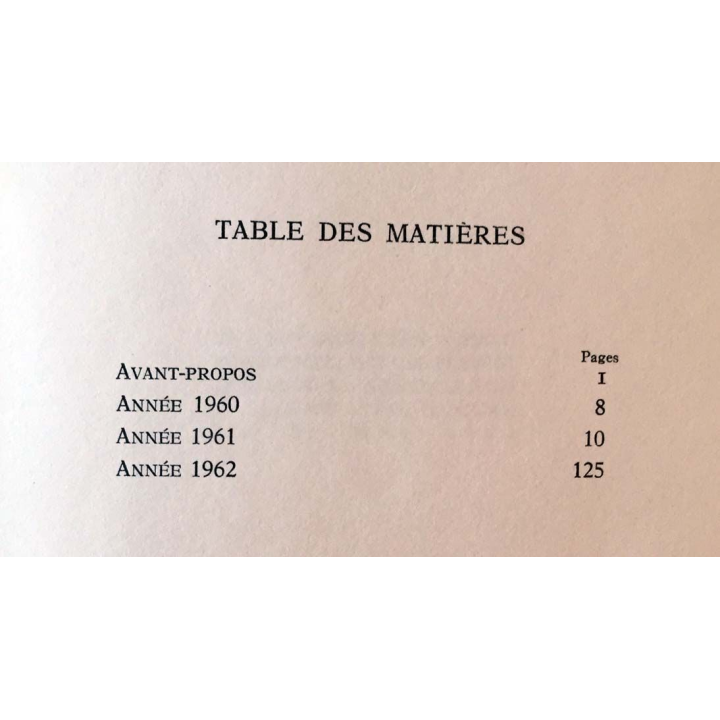 TABLE DES MATIÈRES
Pages
AVANT-PROPOS I
ANNÉE 1960 8
ANNÉE 1961 10
ANNÉE 1962 125